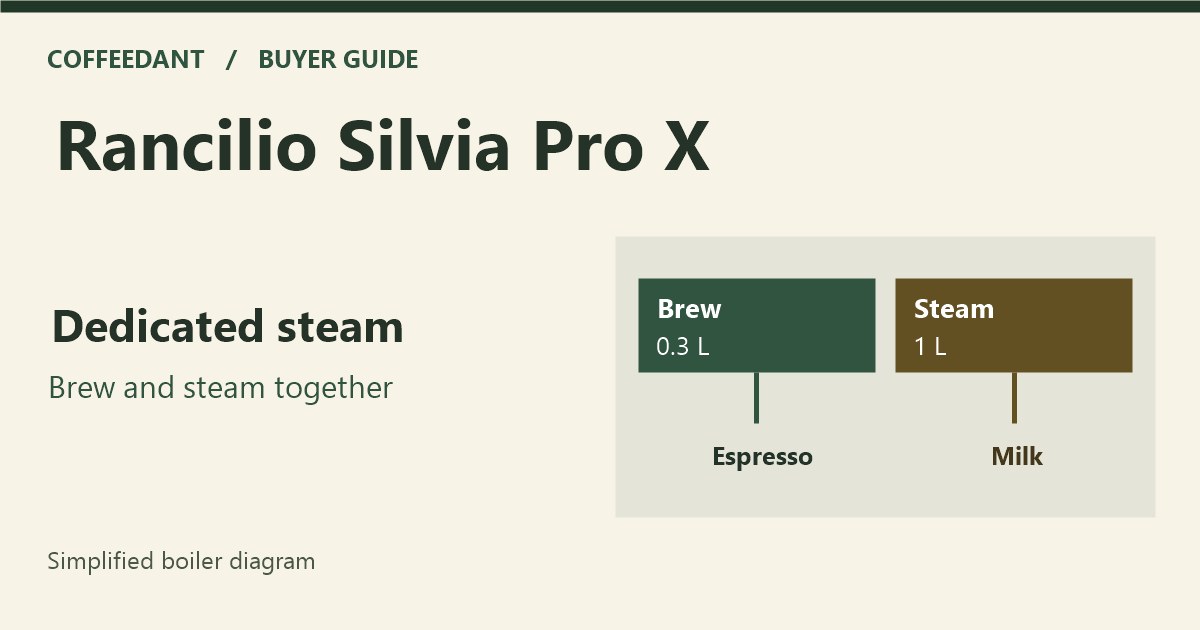 COFFEEDANT / BUYER GUIDE
Rancilio Silvia Pro X
Dedicated steam
Brew and steam together
Brew
0.3 L
Steam
1 L
Espresso
Milk
Simplified boiler diagram